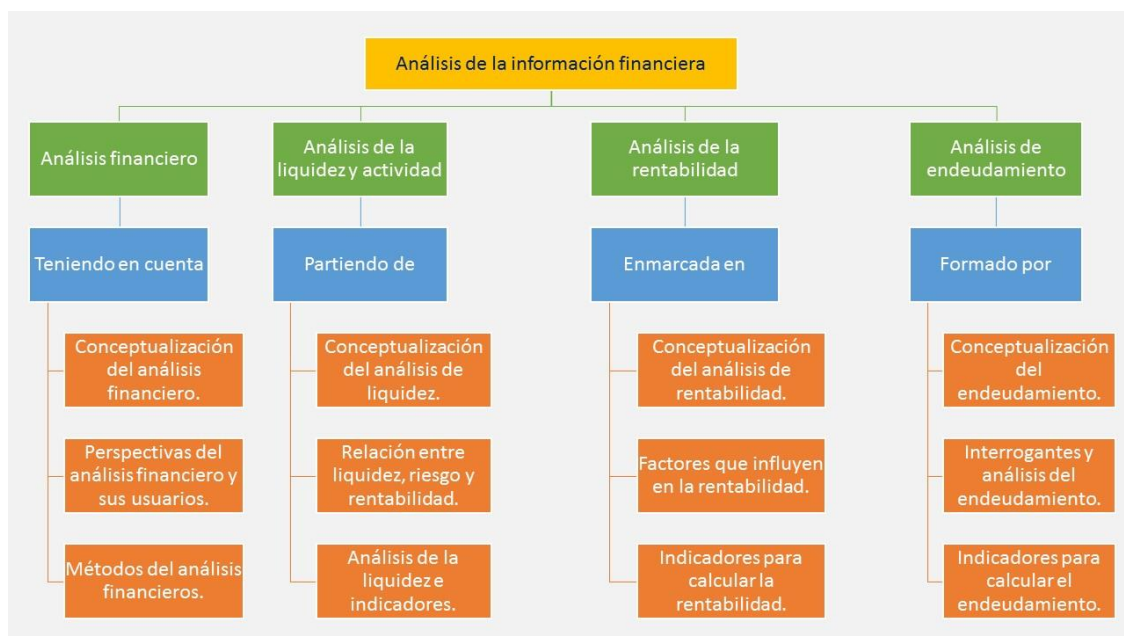 Análisis de la información financiera
Análisis financiero
Análisis de la
liquidez y actividad
Análisis de la
rentabilidad
Análisis de
endeudamiento
Teniendo en cuenta
Partiendo de
Enmarcada en
Formado por
Conceptualización
del análisis
financiero.
Perspectivas del
análisis financiero y
sus usuarios.
Métodos del análisis
financieros.
Conceptualización
del análisis de
liquidez.
Relación entre
liquidez, riesgo y
rentabilidad.
Análisis de la
liquidez e
indicadores.
Conceptualización
del análisis de
rentabilidad.
Factores que influyen
en la rentabilidad.
Indicadores para
calcular la
rentabilidad.
Conceptualización
del
endeudamiento.
Interrogantes y
análisis del
endeudamiento.
Indicadores para
calcular el
endeudamiento.